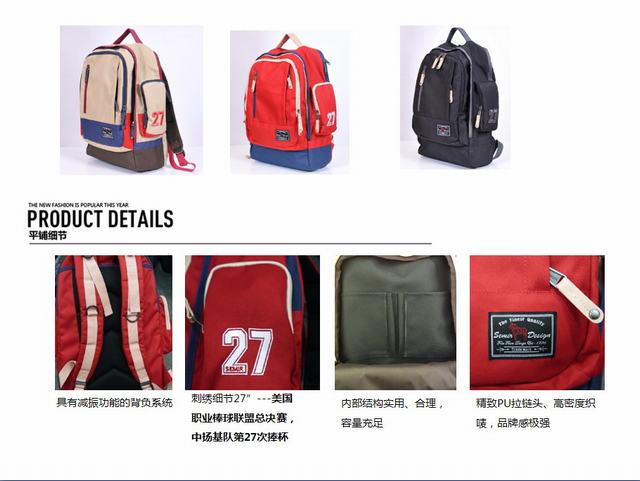 27
27
27
THE NEW FASHION IS POPULAR THIS YEAR
PRODUCT DETAILS
平铺细节
27
SEMIR
The Finest Quality
Semir Design
Trade Mark
具有减振功能的背负系统
刺绣细节27”---美国
职业棒球联盟总决赛，
中扬基队第27次捧杯
内部结构实用、合理，
容量充足
精致PU拉链头、高密度织
唛，品牌感极强